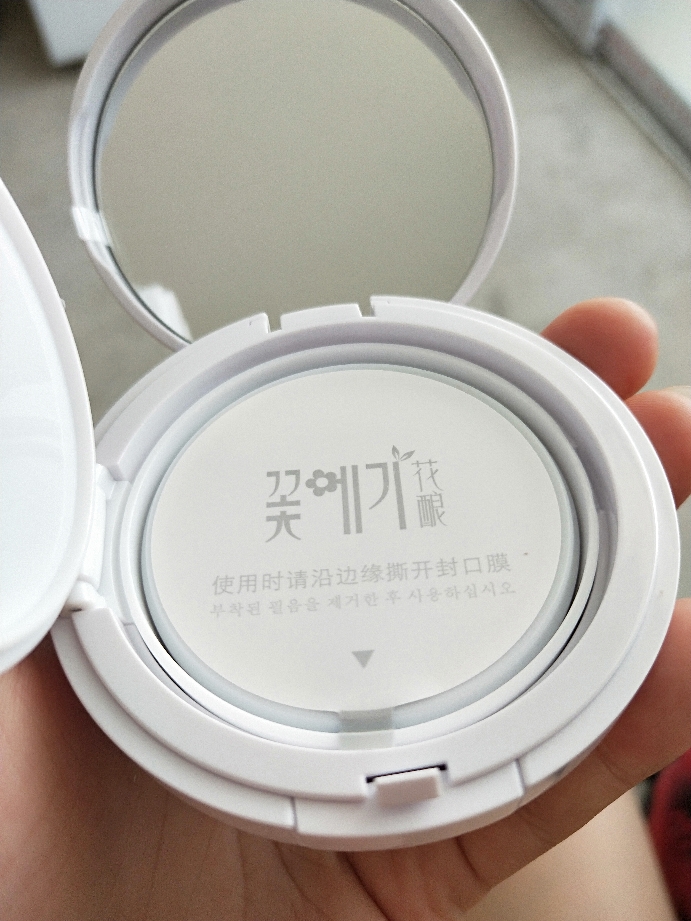 꽃에기花酿
使用时请沿边缘撕开封口膜
부착된 필름을 제거한 후 사용하십시오